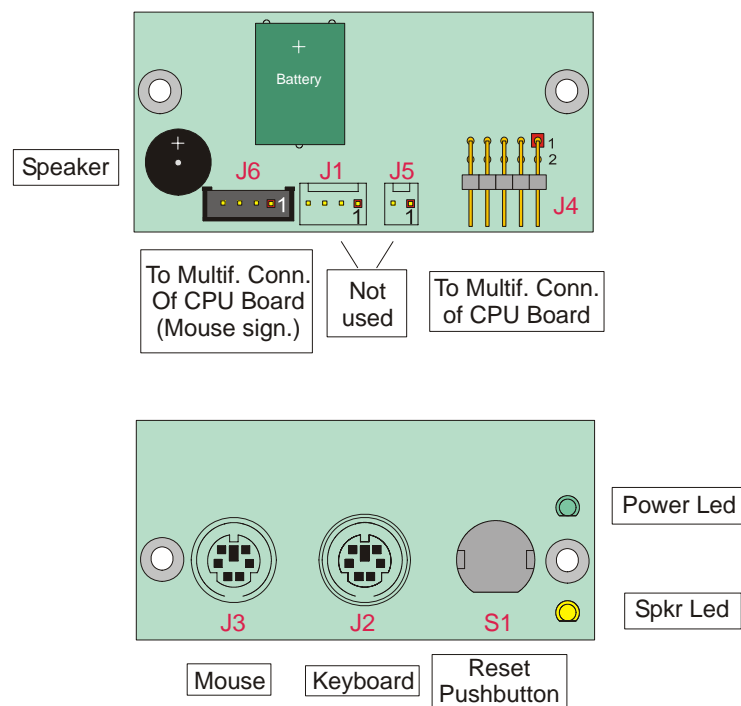 +
Battery
+
Speaker
J6
J1
J5
1
2
J4
1
1
1
To Multif. Conn.
Of CPU Board
(Mouse sign.)
Not
used
To Multif. Conn.
of CPU Board
Power Led
Spkr Led
J3
J2
S1
Mouse
Keyboard
Reset
Pushbutton